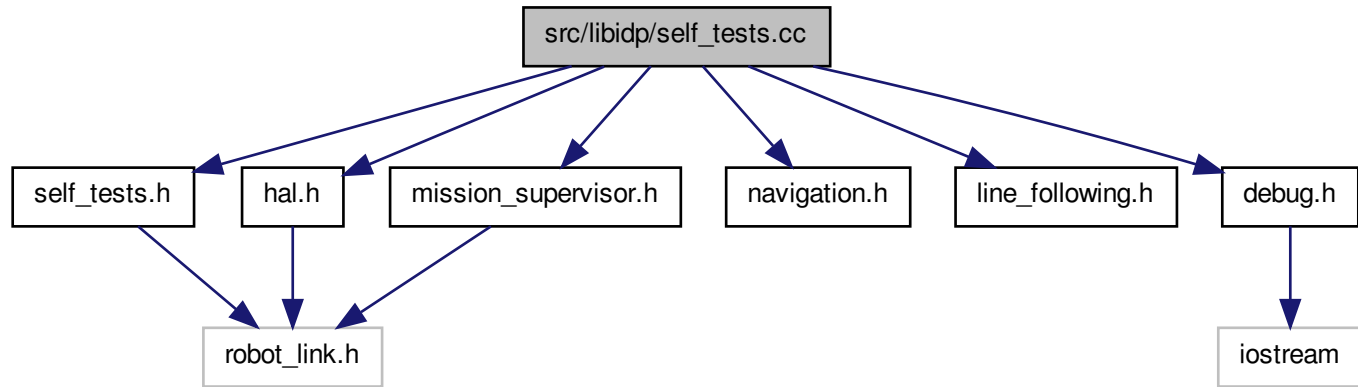 src/libidp/self_tests.cc
self_tests.h
hal.h
mission_supervisor.h
navigation.h
line_following.h
debug.h
robot_link.h
iostream